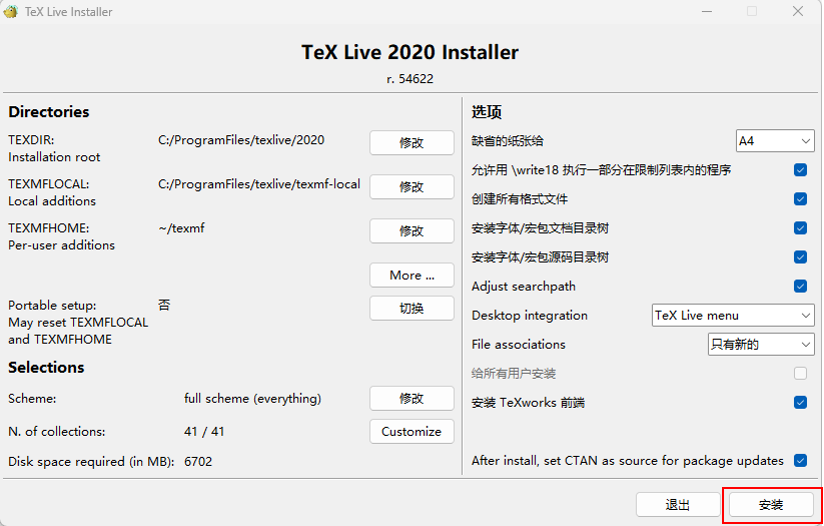 TeX Live Installer
TeX Live 2020 Installer
r. 54622
Directories
TEXDIR: C:/ProgramFiles/texlive/2020 修改
Installation root
TEXMFLOCAL: C:/ProgramFiles/texlive/texmf-local 修改
Local additions
TEXMFHOME: ~/texmf 修改
Per-user additions
More ...
Portable setup: 否 切换
May reset TEXMFLOCAL
and TEXMFHOME
Selections
Scheme: full scheme (everything) 修改
N. of collections: 41 / 41 Customize
Disk space required (in MB): 6702
选项
缺省的纸张给 A4
允许用 \write18 执行一部分在限制列表内的程序
创建所有格式文件
安装字体/宏包文档目录树
安装字体/宏包源码目录树
Adjust searchpath
Desktop integration TeX Live menu
File associations 只有新的
给所有用户安装
安装 TeXworks 前端
After install, set CTAN as source for package updates
退出 安装